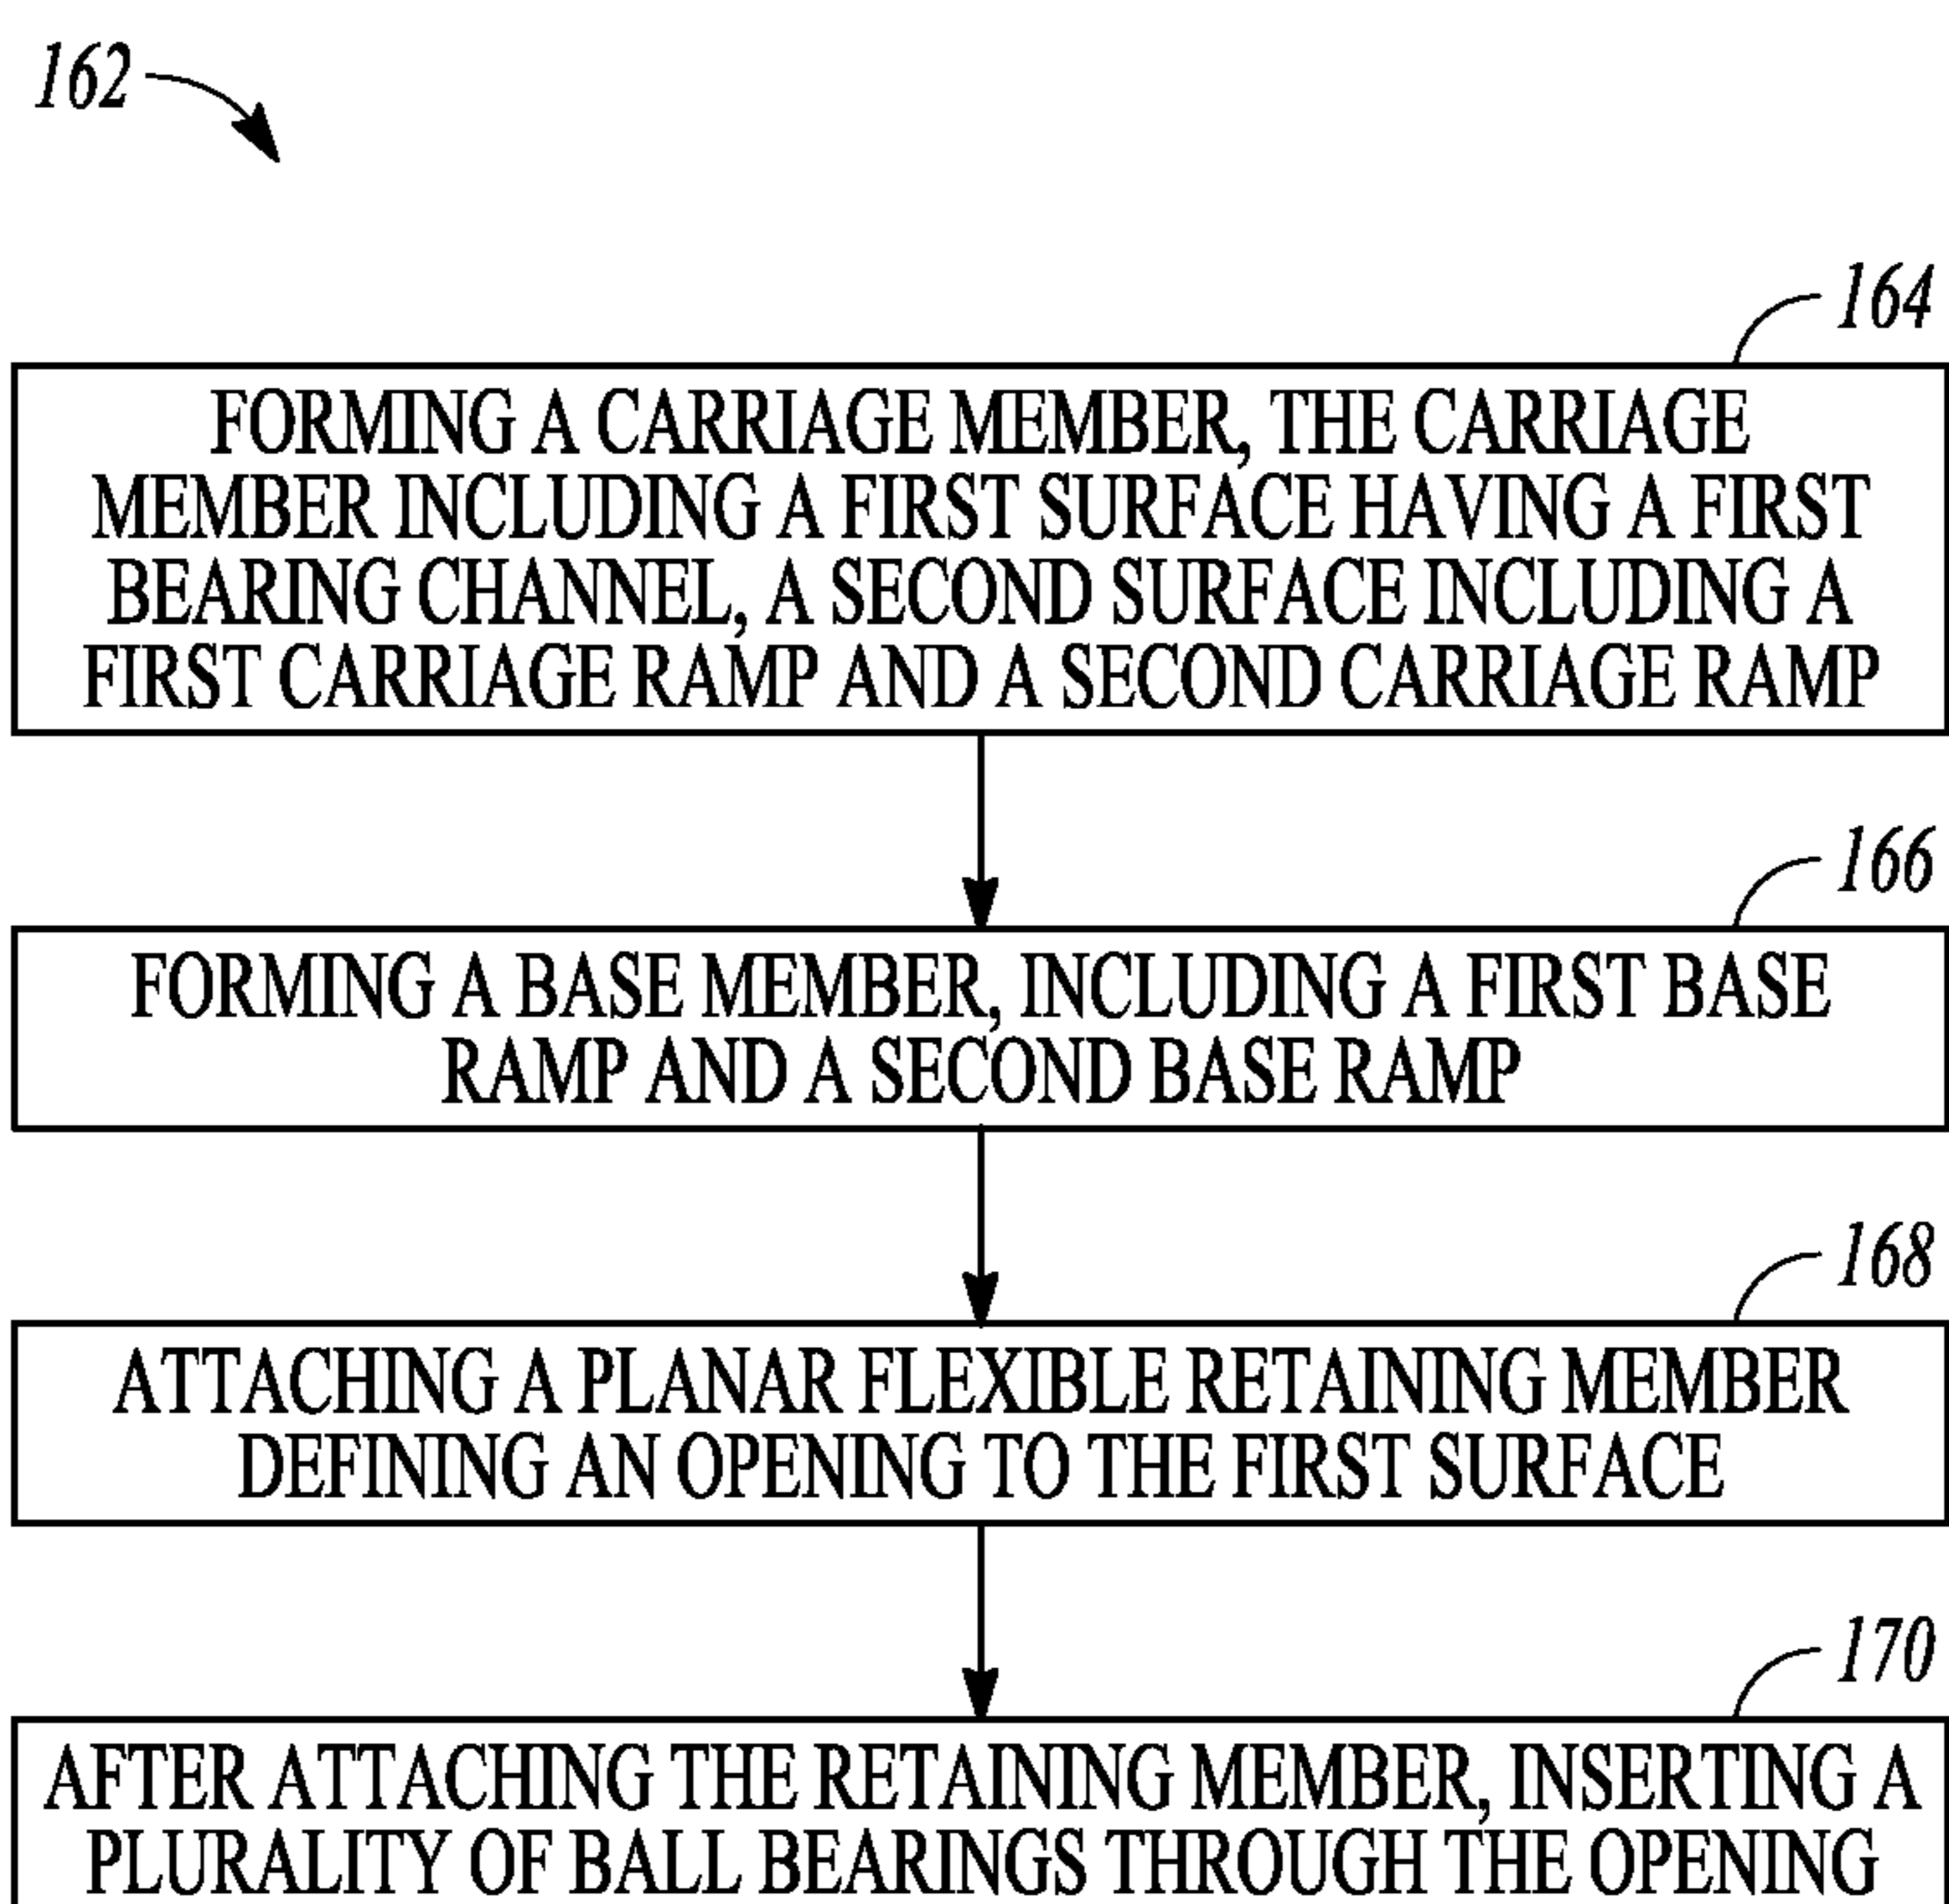 162
164
FORMING A CARRIAGE MEMBER, THE CARRIAGE
MEMBER INCLUDING A FIRST SURFACE HAVING A FIRST
BEARING CHANNEL, A SECOND SURFACE INCLUDING A
FIRST CARRIAGE RAMP AND A SECOND CARRIAGE RAMP
166
FORMING A BASE MEMBER, INCLUDING A FIRST BASE
RAMP AND A SECOND BASE RAMP
168
ATTACHING A PLANAR FLEXIBLE RETAINING MEMBER
DEFINING AN OPENING TO THE FIRST SURFACE
170
AFTER ATTACHING THE RETAINING MEMBER, INSERTING A
PLURALITY OF BALL BEARINGS THROUGH THE OPENING